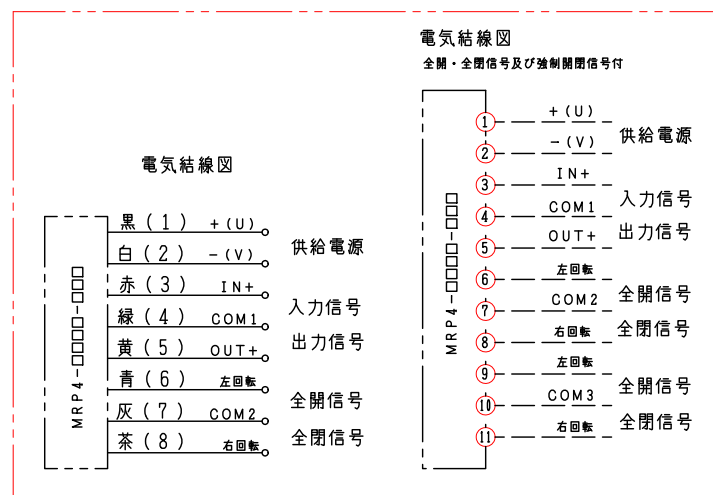 電気結線図
黒(1) +(U)
白(2) -(V)
供給電源
赤(3) IN+
緑(4) COM1
入力信号
黄(5) OUT+
出力信号
青(6) 左回転
灰(7) COM2
全開信号
茶(8) 右回転
全閉信号
MRP4-□□□□-□□
電気結線図
全開・全閉信号及び強制開閉信号付
① +(U)
② -(V)
供給電源
③ IN+
④ COM1
入力信号
⑤ OUT+
出力信号
⑥ 左回転
⑦ COM2
全開信号
⑧ 右回転
全閉信号
⑨ 左回転
⑩ COM3
全開信号
⑪ 右回転
全閉信号
MRP4-□□□□-□□□